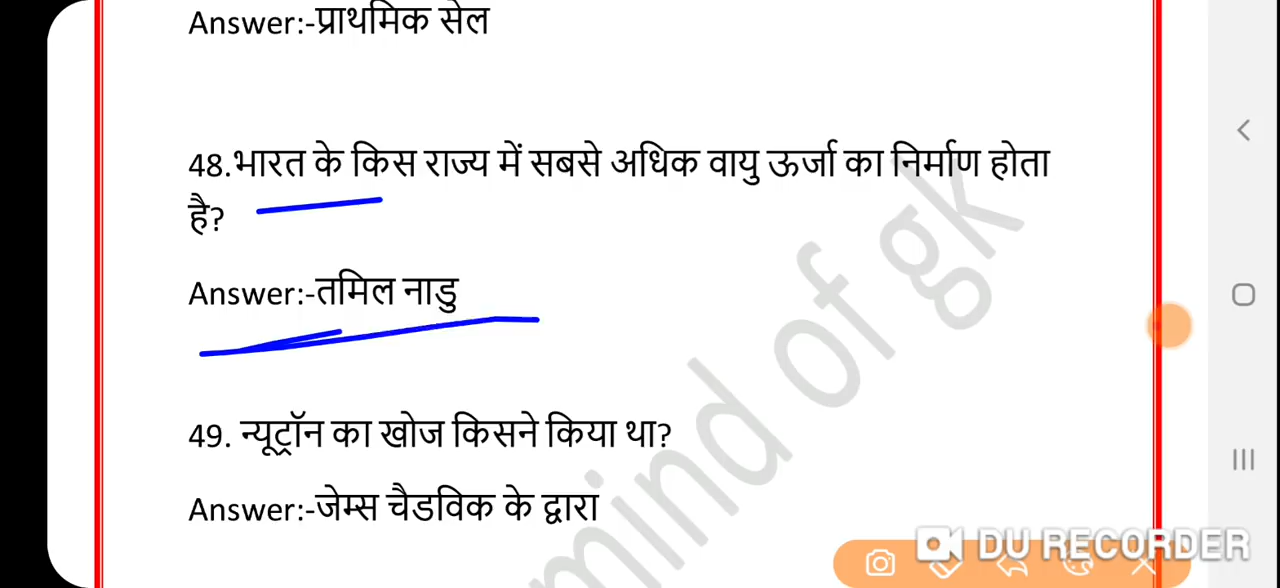 Answer:-प्राथमिक सेल
48.भारत के किस राज्य में सबसे अधिक वायु ऊर्जा का निर्माण होता
है?
Answer:-तमिल नाडु
49. न्यूट्रॉन का खोज किसने किया था?
Answer:-जेम्स चैडविक के द्वारा
mind of gk
DU RECORDER